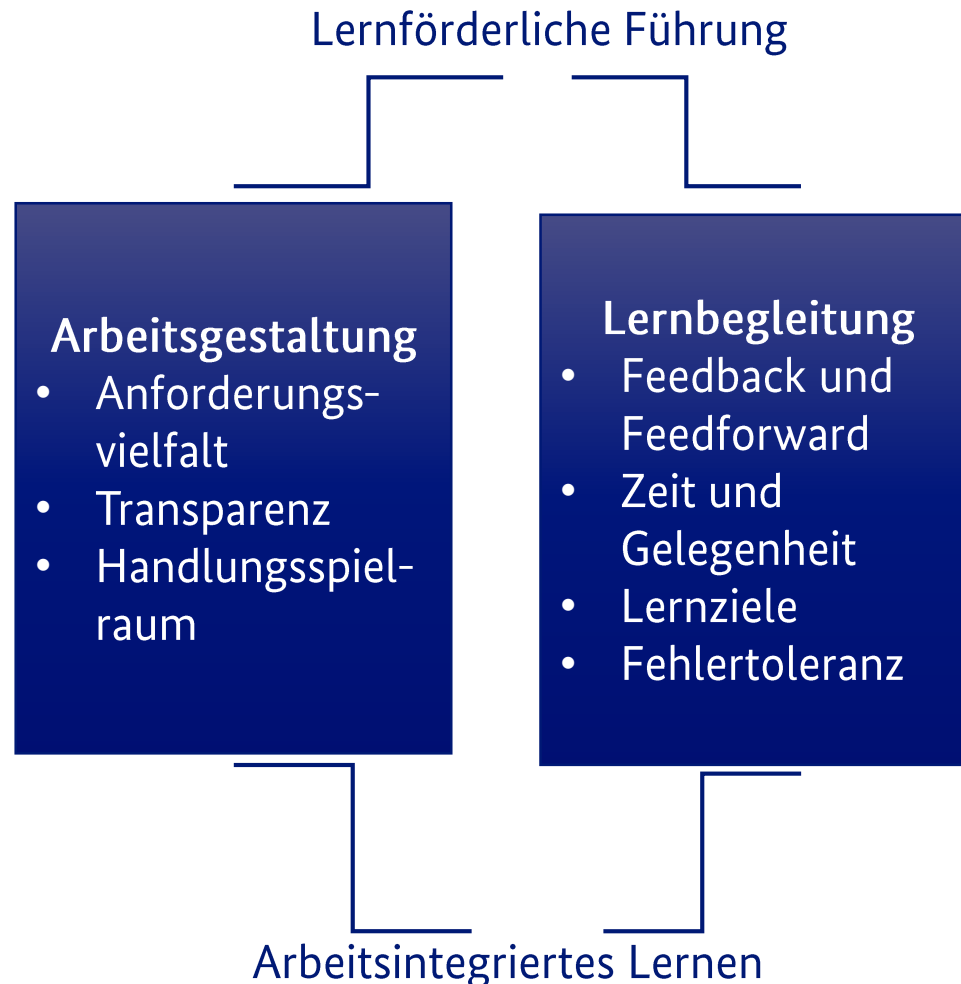 Lernförderliche Führung
Arbeitsgestaltung
• Anforderungs-
vielfalt
• Transparenz
• Handlungsspiel-
raum
Lernbegleitung
• Feedback und
Feedforward
• Zeit und
Gelegenheit
• Lernziele
• Fehlertoleranz
Arbeitsintegriertes Lernen